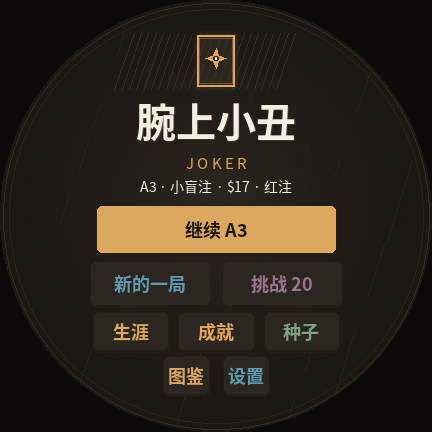 腕上小丑
JOKER
A3 · 小盲注 · $17 · 红注
继续 A3
新的一局 挑战 20
生涯 成就 种子
图鉴 设置